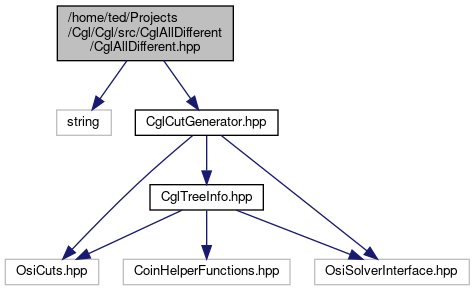 /home/ted/Projects
/Cgl/Cgl/src/CglAllDifferent
/CglAllDifferent.hpp
string
CglCutGenerator.hpp
CglTreeInfo.hpp
OsiCuts.hpp
CoinHelperFunctions.hpp
OsiSolverInterface.hpp